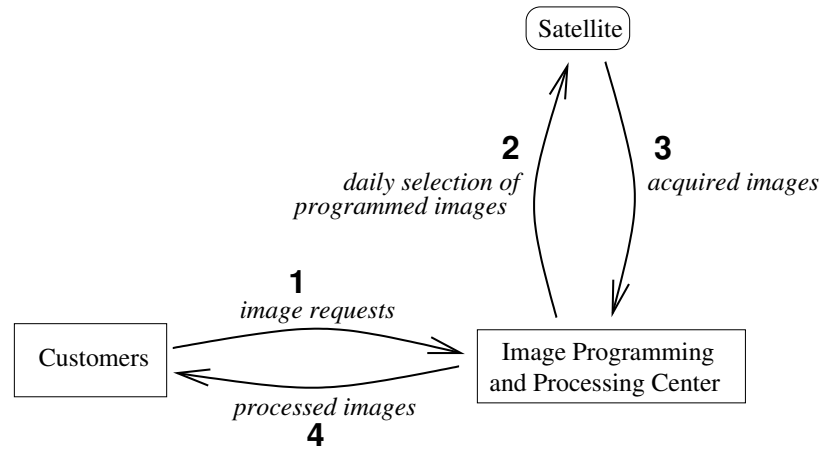 Satellite
2
3
daily selection of
programmed images
acquired images
1
image requests
Customers
Image Programming
and Processing Center
processed images
4